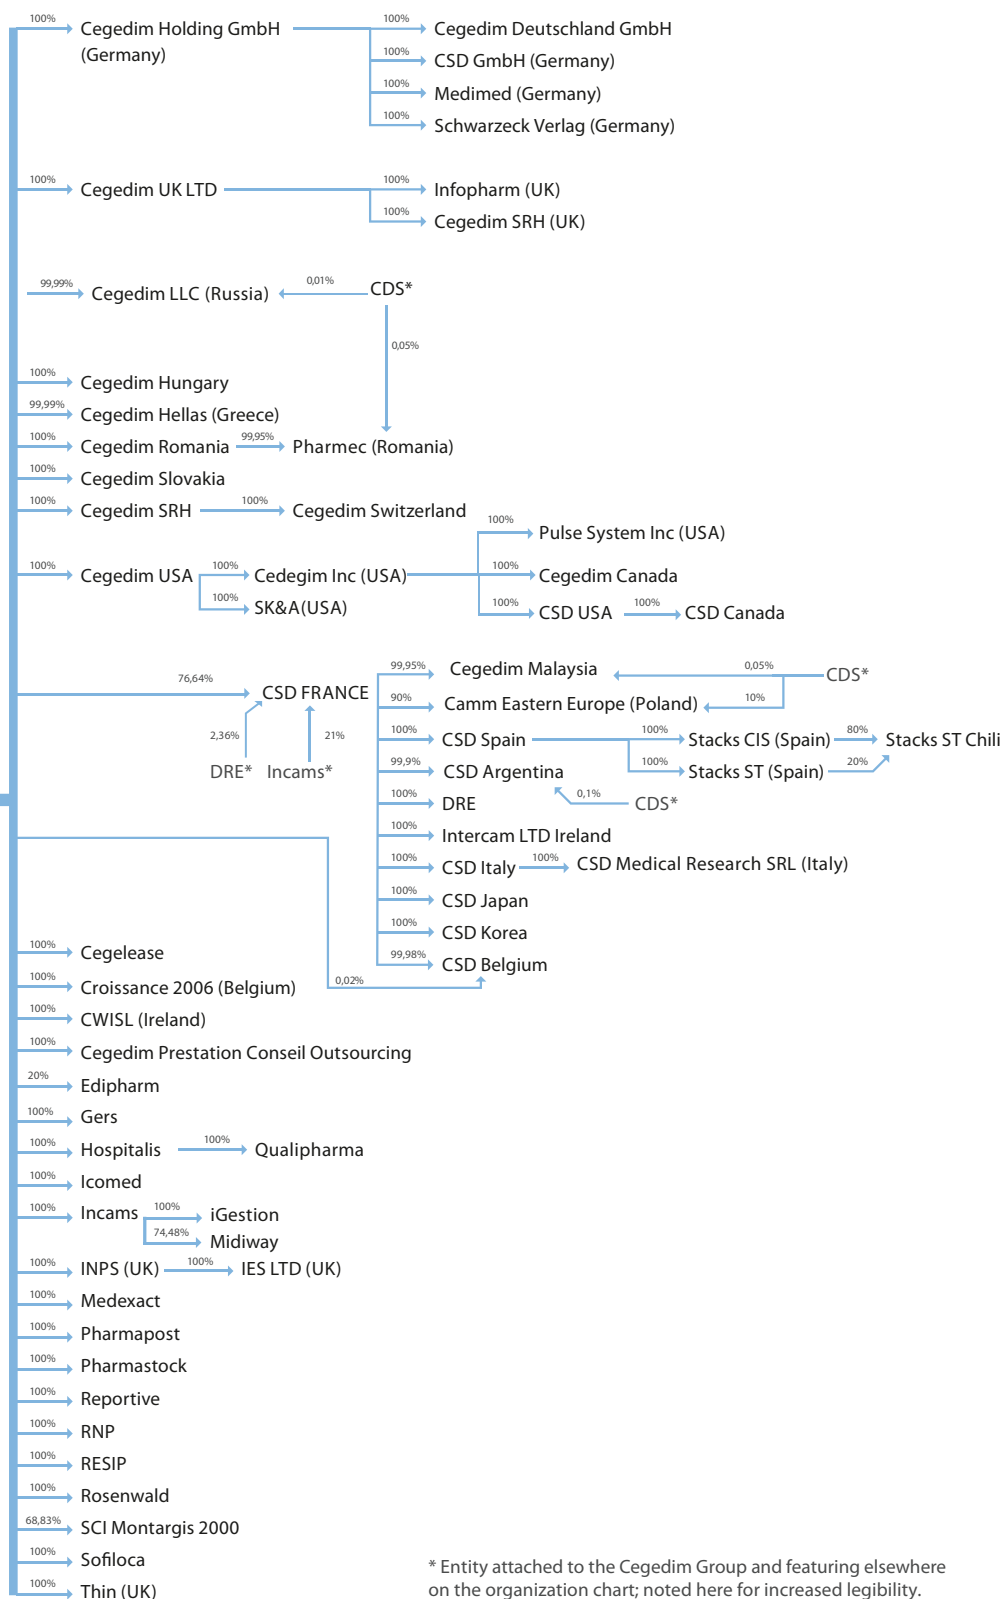 100% Cegedim Holding GmbH 100% Cegedim Deutschland GmbH
(Germany) 100% CSD GmbH (Germany)
100% Medimed (Germany)
100% Schwarzeck Verlag (Germany)
100% Cegedim UK LTD 100% Infopharm (UK)
100% Cegedim SRH (UK)
99,99% Cegedim LLC (Russia) 0,01% CDS*
0,05%
100% Cegedim Hungary
99,99% Cegedim Hellas (Greece)
100% Cegedim Romania 99,95% Pharmec (Romania)
100% Cegedim Slovakia
100% Cegedim SRH 100% Cegedim Switzerland
100% Pulse System Inc (USA)
100% Cegedim USA 100% Cedegim Inc (USA) 100% Cegedim Canada
100% SK&A(USA) 100% CSD USA 100% CSD Canada
99,95% Cegedim Malaysia 0,05% CDS*
76,64% CSD FRANCE 90% Camm Eastern Europe (Poland) 10%
2,36% 21% 100% CSD Spain 100% Stacks CIS (Spain) 80% Stacks ST Chili
DRE* Incams* 99,9% CSD Argentina 100% Stacks ST (Spain) 20%
100% DRE 0,1% CDS*
100% Intercam LTD Ireland
100% CSD Italy 100% CSD Medical Research SRL (Italy)
100% CSD Japan
100% CSD Korea
99,98% CSD Belgium
0,02%
100% Cegelease
100% Croissance 2006 (Belgium)
100% CWISL (Ireland)
100% Cegedim Prestation Conseil Outsourcing
20% Edipharm
100% Gers
100% Hospitalis 100% Qualipharma
100% Icomed
100% Incams 100% iGestion
74,48% Midiway
100% INPS (UK) 100% IES LTD (UK)
100% Medexact
100% Pharmapost
100% Pharmastock
100% Reportive
100% RNP
100% RESIP
100% Rosenwald
68,83% SCI Montargis 2000
100% Sofiloca
100% Thin (UK)
* Entity attached to the Cegedim Group and featuring elsewhere
on the organization chart; noted here for increased legibility.